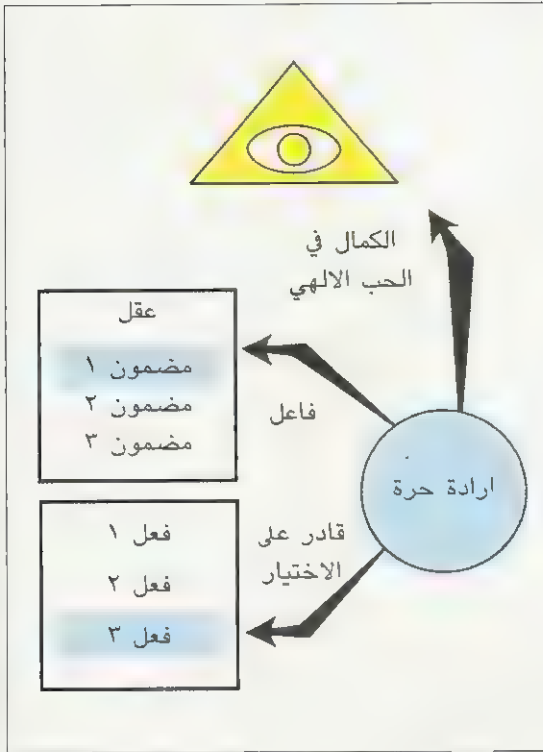 الكمال في
الحب الالهي
عقل
مضمون ١
مضمون ٢
مضمون ٣
فاعل
ارادة حرة
قادر على
الاختيار
فعل ١
فعل ٢
فعل ٣